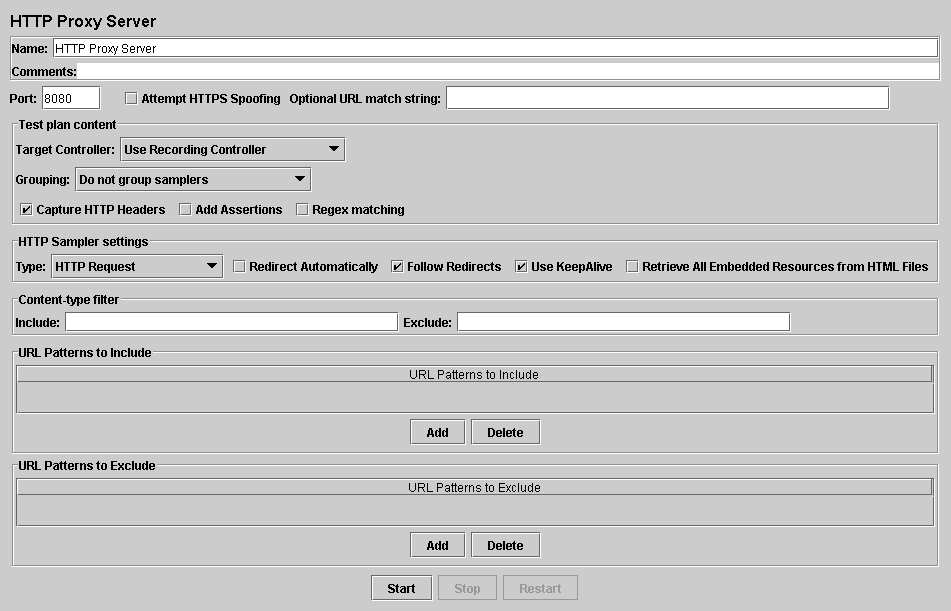 HTTP Proxy Server
Name: HTTP Proxy Server
Comments:
Port: 8080 Attempt HTTPS Spoofing Optional URL match string:
Test plan content
Target Controller: Use Recording Controller
Grouping: Do not group samplers
Capture HTTP Headers Add Assertions Regex matching
HTTP Sampler settings
Type: HTTP Request Redirect Automatically Follow Redirects Use KeepAlive Retrieve All Embedded Resources from HTML Files
Content-type filter
Include: Exclude:
URL Patterns to Include
URL Patterns to Include
Add Delete
URL Patterns to Exclude
URL Patterns to Exclude
Add Delete
Start Stop Restart